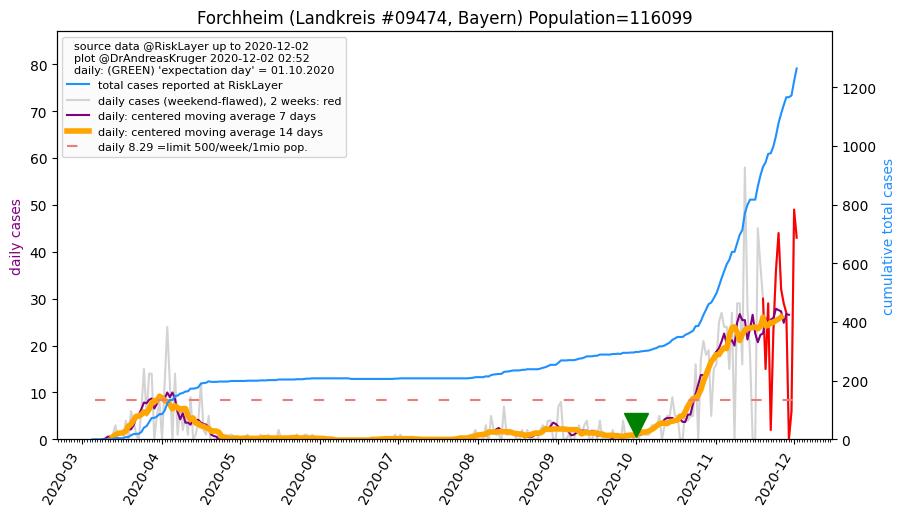 Forchheim (Landkreis #09474, Bayern) Population=116099
source data @RiskLayer up to 2020-12-02
plot @DrAndreasKruger 2020-12-02 02:52
daily: (GREEN) 'expectation day' = 01.10.2020
total cases reported at RiskLayer
daily cases (weekend-flawed), 2 weeks: red
daily: centered moving average 7 days
daily: centered moving average 14 days
daily 8.29 =limit 500/week/1mio pop.
daily cases
80
70
60
50
40
30
20
10
0
cumulative total cases
1200
1000
800
600
400
200
0
2020-03
2020-04
2020-05
2020-06
2020-07
2020-08
2020-09
2020-10
2020-11
2020-12